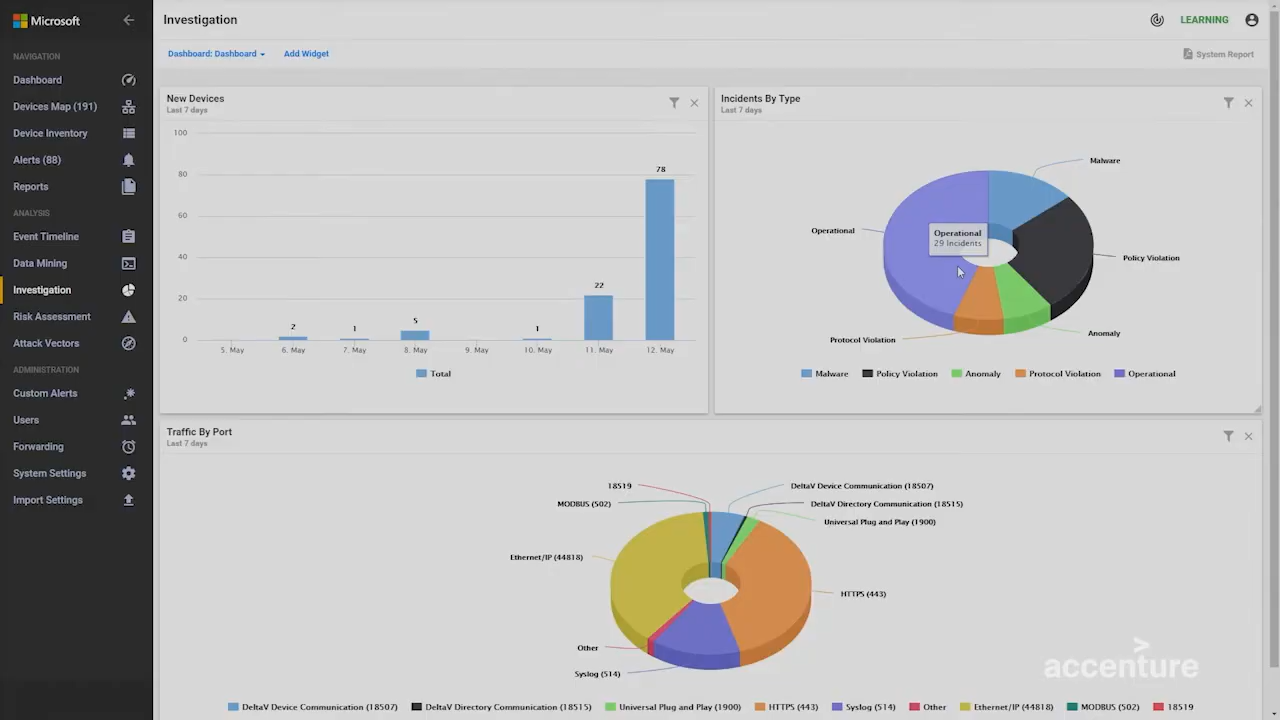 Microsoft
NAVIGATION
Dashboard
Devices Map (191)
Device Inventory
Alerts (88)
Reports
ANALYSIS
Event Timeline
Data Mining
Investigation
Risk Assessment
Attack Vectors
ADMINISTRATION
Custom Alerts
Users
Forwarding
System Settings
Import Settings
Investigation
LEARNING
Dashboard: Dashboard
Add Widget
System Report
New Devices
Last 7 days
100
80
60
40
20
0
2
1
5
1
22
78
5. May
6. May
7. May
8. May
9. May
10. May
11. May
12. May
Total
Incidents By Type
Last 7 days
Malware
Operational
Operational
29 Incidents
Policy Violation
Anomaly
Protocol Violation
Malware
Policy Violation
Anomaly
Protocol Violation
Operational
Traffic By Port
Last 7 days
18519
DeltaV Device Communication (18507)
MODBUS (502)
DeltaV Directory Communication (18515)
Universal Plug and Play (1900)
Ethernet/IP (44818)
HTTPS (443)
Other
Syslog (514)
accenture
DeltaV Device Communication (18507)
DeltaV Directory Communication (18515)
Universal Plug and Play (1900)
HTTPS (443)
Syslog (514)
Other
Ethernet/IP (44818)
MODBUS (502)
18519